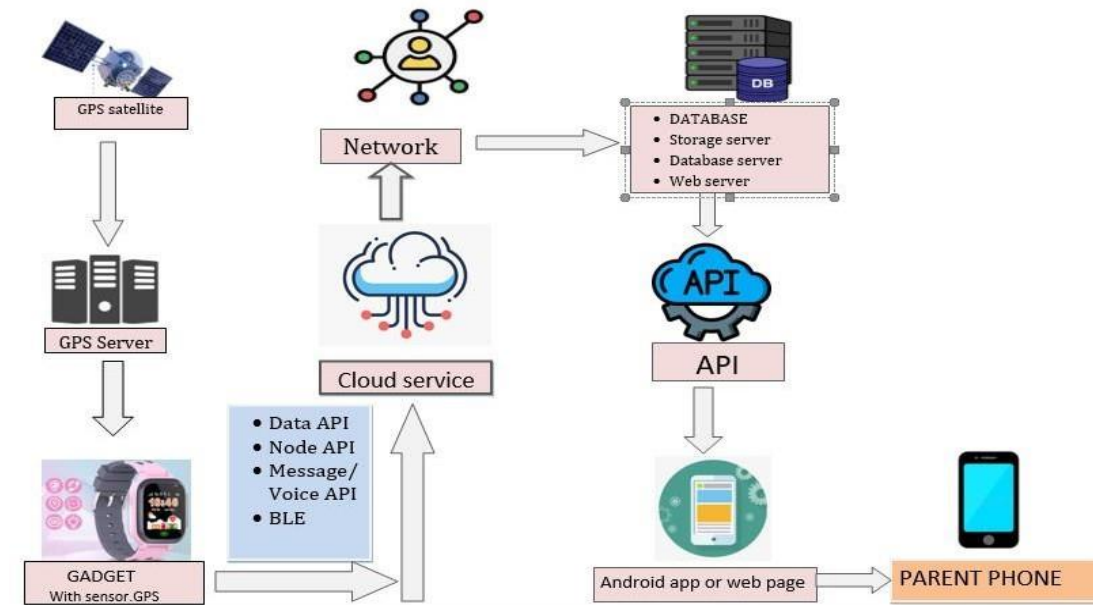 GPS satellite
GPS Server
GADGET
With sensor.GPS
• Data API
• Node API
• Message/
Voice API
• BLE
Cloud service
Network
DB
• DATABASE
• Storage server
• Database server
• Web server
API
API
Android app or web page
PARENT PHONE